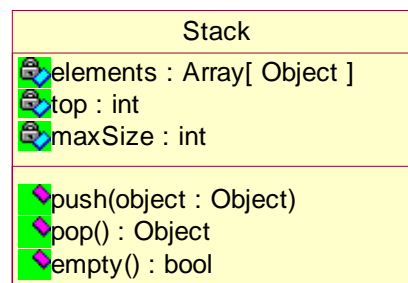 Stack
elements : Array[ Object ]
top : int
maxSize : int
push(object : Object)
pop() : Object
empty() : bool